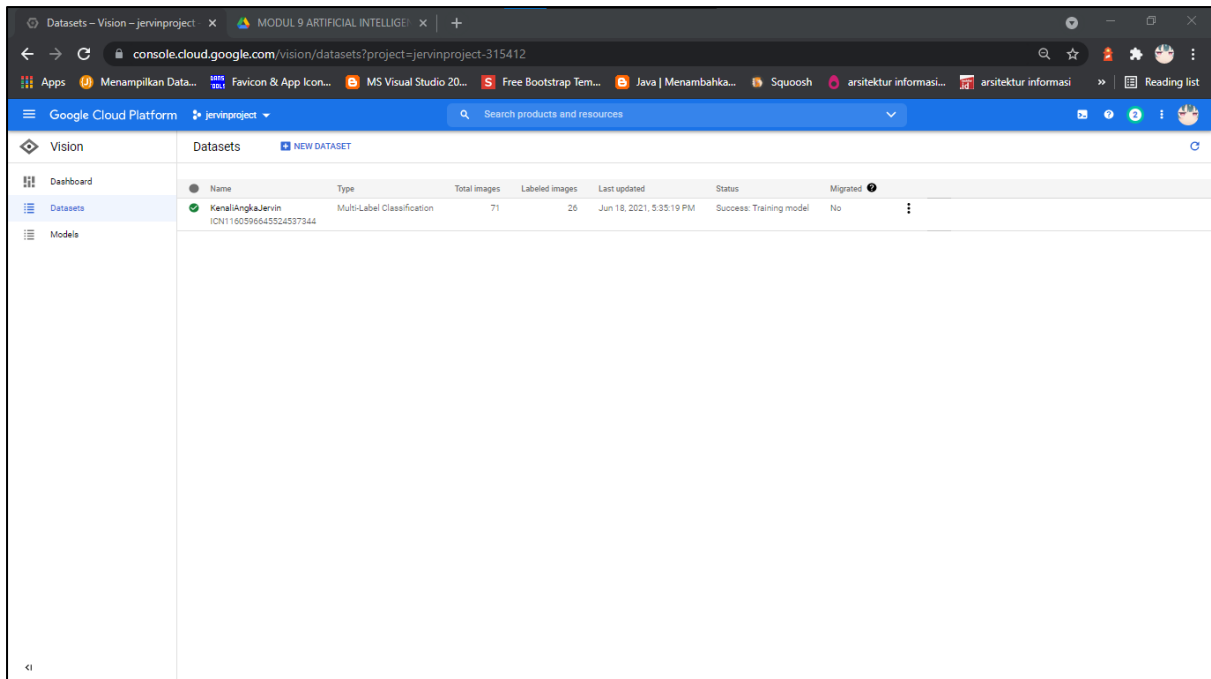 Datasets – Vision – jervinproject
MODUL 9 ARTIFICIAL INTELLIGEN
console.cloud.google.com/vision/datasets?project=jervinproject-315412
Apps Menampilkan Data... Favicon & App Icon... MS Visual Studio 20... Free Bootstrap Tem... Java | Menambahka... Squoosh arsitektur informasi... arsitektur informasi » Reading list
Google Cloud Platform jervinproject Search products and resources 2
Vision Datasets NEW DATASET
Dashboard
Datasets
Models
Name Type Total images Labeled images Last updated Status Migrated
KenaliAngkaJervin Multi-Label Classification 71 26 Jun 18, 2021, 5:35:19 PM Success: Training model No
ICN1160596645524537344